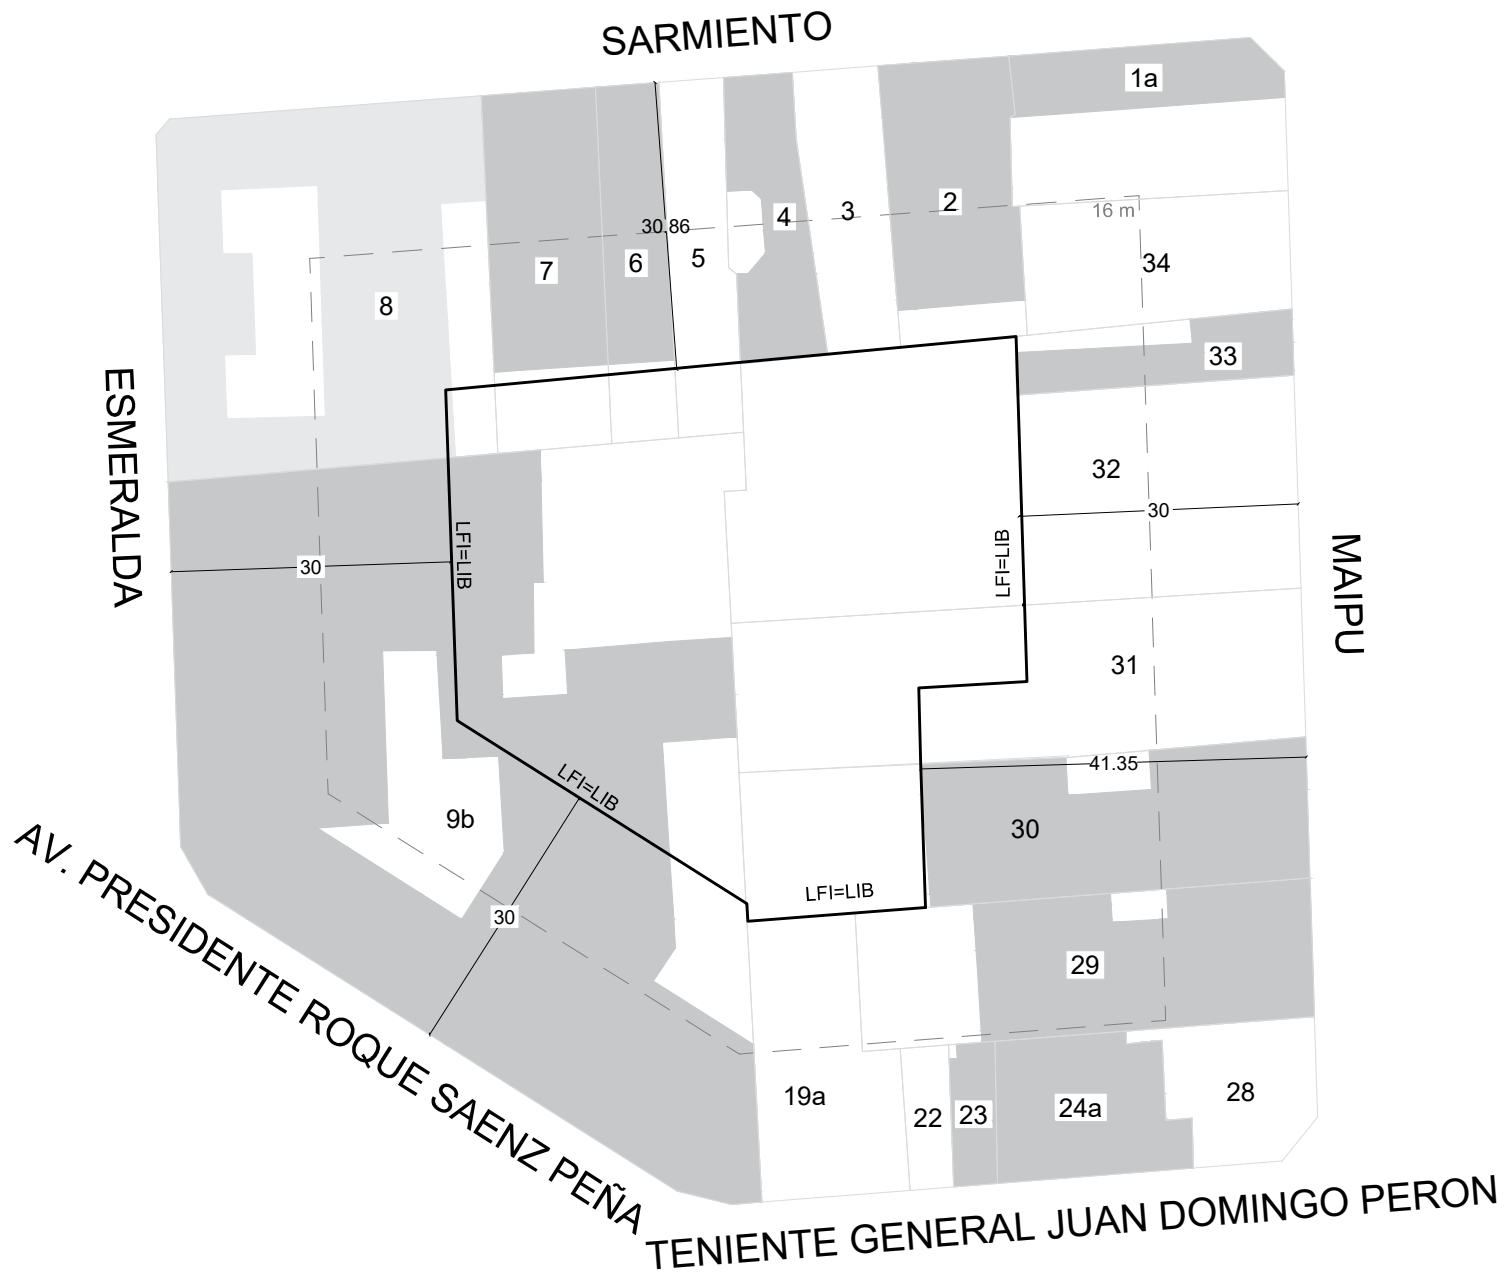 SARMIENTO
1a
2
16 m
3
4
30.86
5
6
7
34
8
33
ESMERALDA
32
30
LFI=LIB
LFI=LIB
MAIPU
30
31
41.35
LFI=LIB
9b
30
LFI=LIB
30
29
AV. PRESIDENTE ROQUE SAENZ PEÑA
19a
22
23
24a
28
TENIENTE GENERAL JUAN DOMINGO PERON